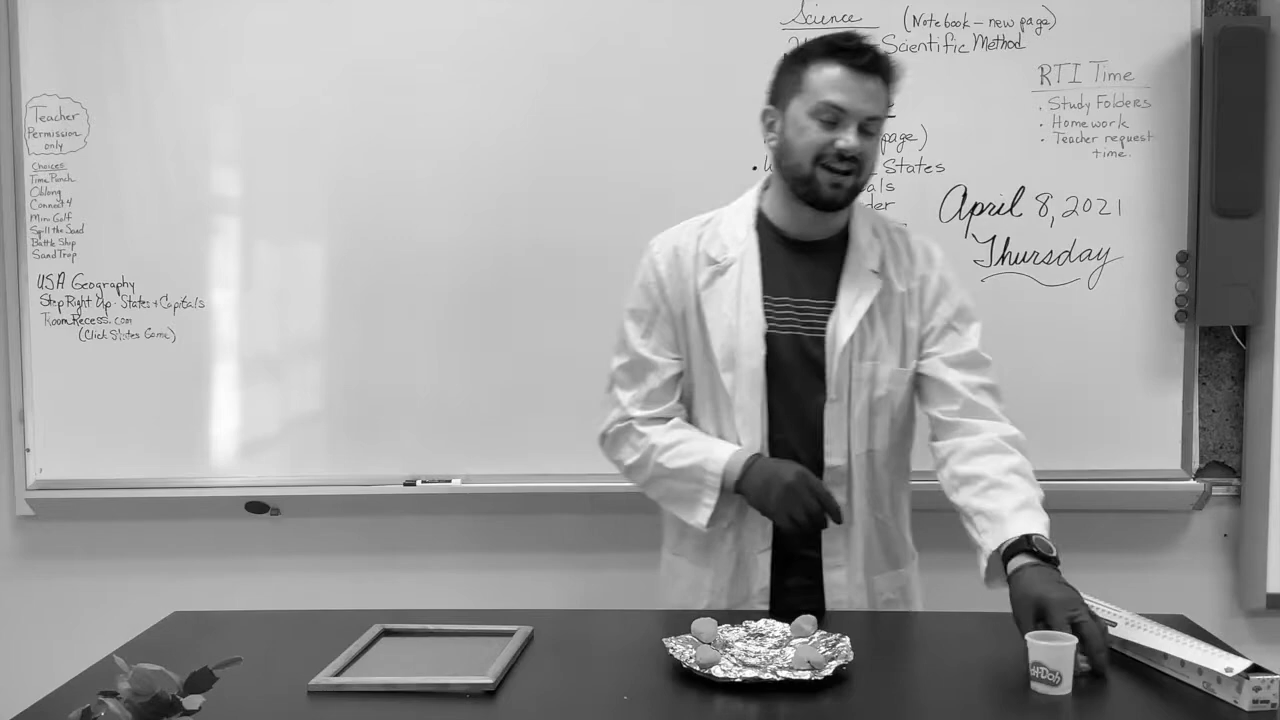 Teacher
Permission
only
Choices:
Time Punch
Oblong
Connect 4
Mini Golf
Spill the Sand
Battle Ship
Sand Trap
USA Geography
Step Right Up - States + Capitals
RoomRecess.com
(Click States Game)
Science (Notebook - new page)
Scientific Method
page)
States
als
der
RTI Time
• Study Folders
• Homework
• Teacher request
time.
April 8, 2021
Thursday
Play-Doh